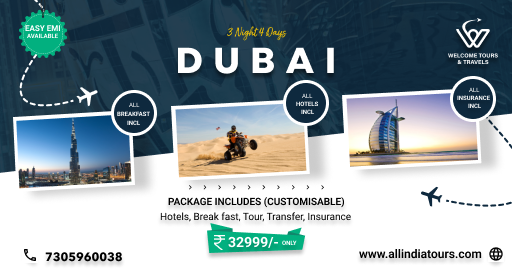 EASY EMI
AVAILABLE
3 Night 4 Days
DUBAI
WELCOME TOURS
& TRAVELS
ALL
BREAKFAST
INCL
ALL
HOTELS
INCL
ALL
INSURANCE
INCL
PACKAGE INCLUDES (CUSTOMISABLE)
Hotels, Break fast, Tour, Transfer, Insurance
₹ 32999/- ONLY
7305960038
www.allindiatours.com